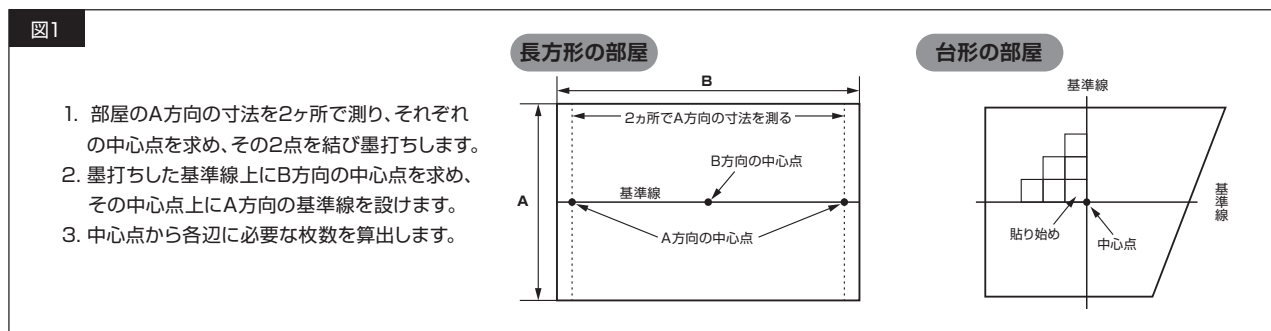 図1
1. 部屋のA方向の寸法を2ヶ所で測り、それぞれ
の中心点を求め、その2点を結び墨打ちします。
2. 墨打ちした基準線上にB方向の中心点を求め、
その中心点上にA方向の基準線を設けます。
3. 中心点から各辺に必要な枚数を算出します。
長方形の部屋
B
2ヵ所でA方向の寸法を測る
B方向の中心点
A
基準線
A方向の中心点
台形の部屋
基準線
基準線
貼り始め
中心点